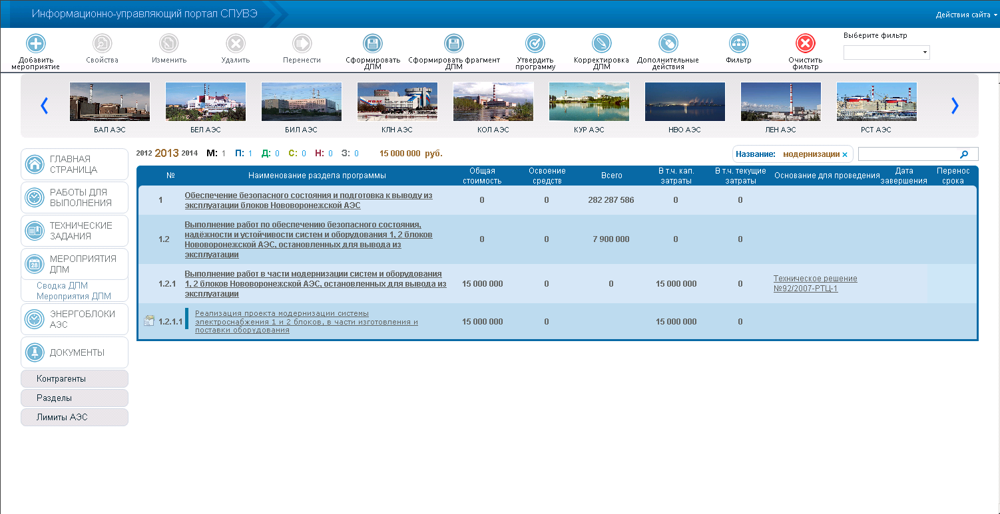 Информационно-управляющий портал СПУВЭ
Действия сайта
Добавить
мероприятие
Свойства
Изменить
Удалить
Перенести
Сформировать
ДПМ
Сформировать фрагмент
ДПМ
Утвердить
программу
Корректировка
ДПМ
Дополнительные
действия
Фильтр
Очистить
фильтр
Выберите фильтр
БАЛ АЭС
БЕЛ АЭС
БИЛ АЭС
КЛН АЭС
КОЛ АЭС
КУР АЭС
НВО АЭС
ЛЕН АЭС
РСТ АЭС
ГЛАВНАЯ
СТРАНИЦА
РАБОТЫ ДЛЯ
ВЫПОЛНЕНИЯ
ТЕХНИЧЕСКИЕ
ЗАДАНИЯ
28
МЕРОПРИЯТИЯ
ДПМ
Сводка ДПМ
Мероприятия ДПМ
ЭНЕРГОБЛОКИ
АЭС
ДОКУМЕНТЫ
Контрагенты
Разделы
Лимиты АЭС
2012 2013 2014 М: 1 П: 1 Д: 0 С: 0 Н: 0 З: 0 15 000 000 руб.
Название: модернизации ×
№
Наименование раздела программы
Общая
стоимость
Освоение
средств
Всего
В т.ч. кап.
затраты
В т.ч. текущие
затраты
Основание для проведения
Дата
завершения
Перенос
срока
1
Обеспечение безопасного состояния и подготовка к выводу из
эксплуатации блоков Нововоронежской АЭС
0 0 282 287 586 0 0
1.2
Выполнение работ по обеспечению безопасного состояния,
надёжности и устойчивости систем и оборудования 1, 2 блоков
Нововоронежской АЭС, остановленных для вывода из
эксплуатации
0 0 7 900 000 0 0
1.2.1
Выполнение работ в части модернизации систем и оборудования
1, 2 блоков Нововоронежской АЭС, остановленных для вывода из
эксплуатации
15 000 000 0 0 15 000 000 0
Техническое решение
№92/2007-РТЦ-1
1.2.1.1
Реализация проекта модернизации системы
электроснабжения 1 и 2 блоков, в части изготовления и
поставки оборудования
15 000 000 0 15 000 000 0